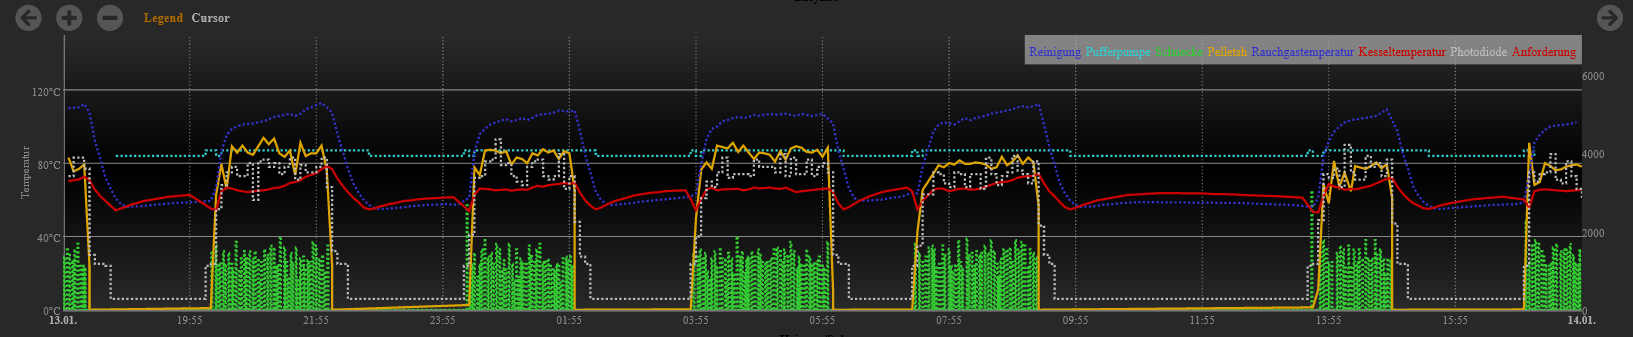 Legend Cursor
Reinigung Pufferpumpe Schnecke Pelletsh Rauchgastemperatur Kesseltemperatur Photodiode Anforderung
6000
120°C
Temperatur
80°C
4000
40°C
2000
0°C
0
13.01. 19:55 21:55 23:55 01:55 03:55 05:55 07:55 09:55 11:55 13:55 15:55 14.01.